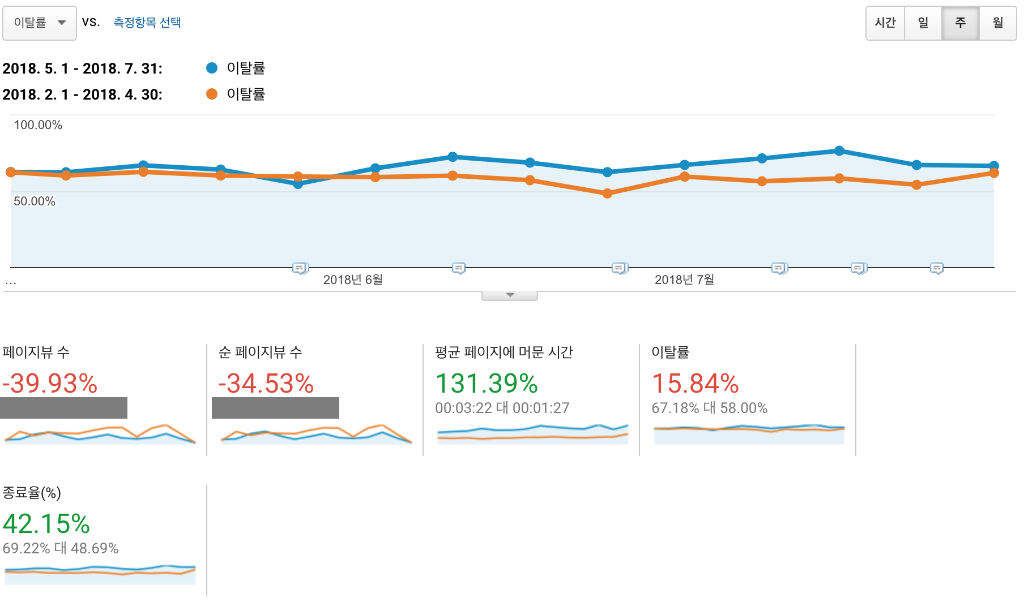 이탈률 vs. 측정항목 선택 시간 일 주 월
2018. 5. 1 - 2018. 7. 31: 이탈률
2018. 2. 1 - 2018. 4. 30: 이탈률
100.00%
50.00%
... 2018년 6월 2018년 7월
페이지뷰 수
-39.93%
순 페이지뷰 수
-34.53%
평균 페이지에 머문 시간
131.39%
00:03:22 대 00:01:27
이탈률
15.84%
67.18% 대 58.00%
종료율(%)
42.15%
69.22% 대 48.69%